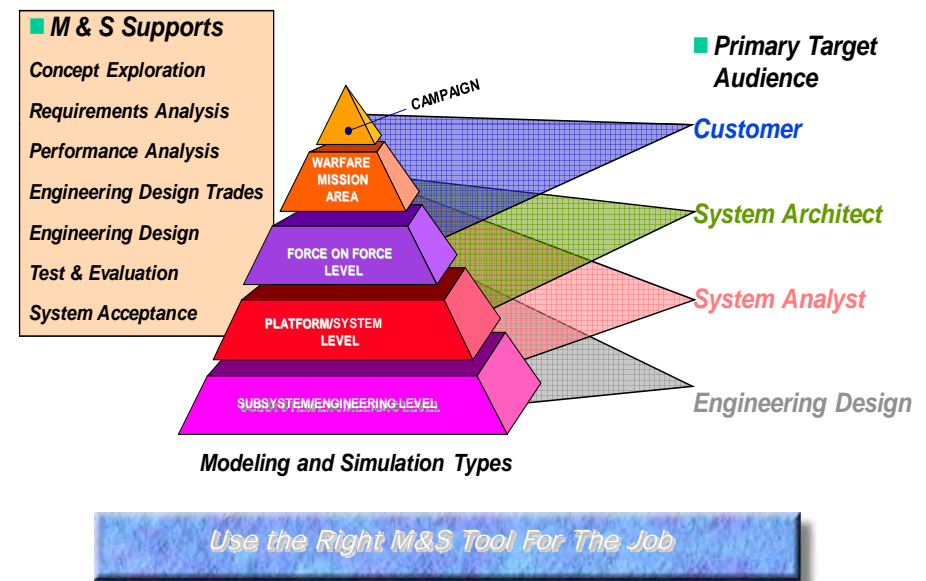 M & S Supports
Concept Exploration
Requirements Analysis
Performance Analysis
Engineering Design Trades
Engineering Design
Test & Evaluation
System Acceptance
CAMPAIGN
WARFARE
MISSION
AREA
FORCE ON FORCE
LEVEL
PLATFORM/SYSTEM
LEVEL
SUBSYSTEM/ENGINEERING LEVEL
Modeling and Simulation Types
Primary Target
Audience
Customer
System Architect
System Analyst
Engineering Design
Use the Right M&S Tool For The Job